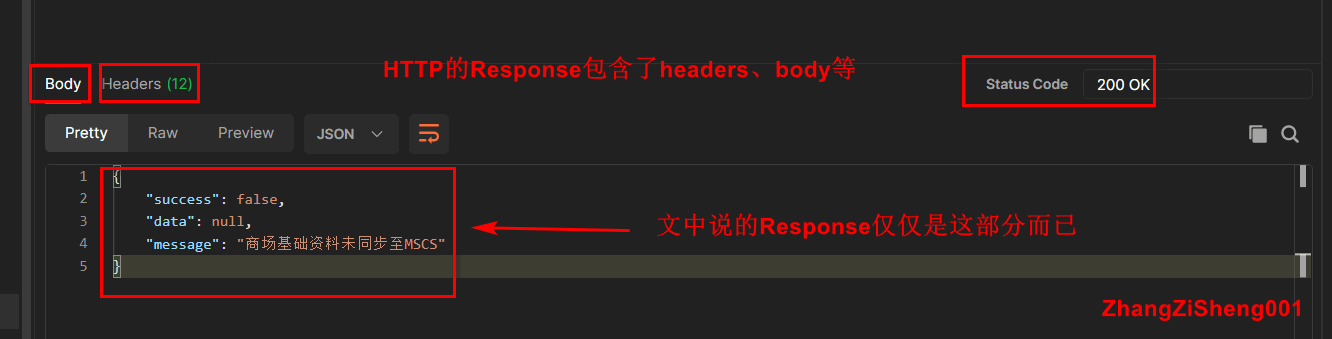 HTTP的Response包含了headers、body等
Body Headers (12) Status Code 200 OK
Pretty Raw Preview JSON
1 {
2 "success": false,
3 "data": null,
4 "message": "商场基础资料未同步至MSCS"
5 }
文中说的Response仅仅是这部分而已
ZhangZiSheng001